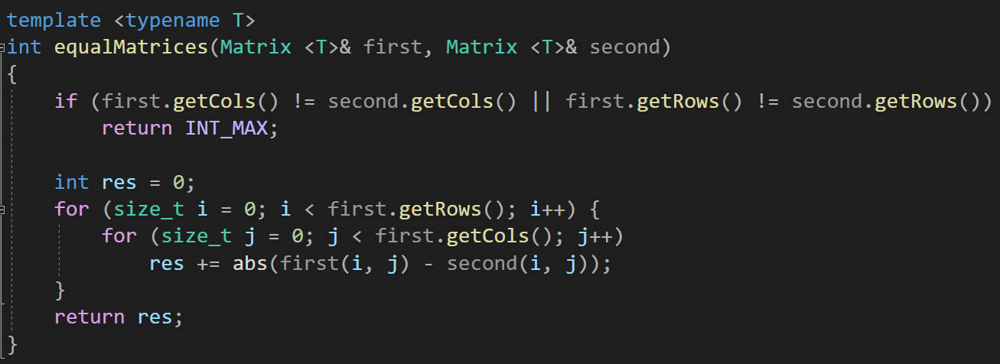 template <typename T>
int equalMatrices(Matrix <T>& first, Matrix <T>& second)
{
    if (first.getCols() != second.getCols() || first.getRows() != second.getRows())
        return INT_MAX;

    int res = 0;
    for (size_t i = 0; i < first.getRows(); i++) {
        for (size_t j = 0; j < first.getCols(); j++)
            res += abs(first(i, j) - second(i, j));
    }
    return res;
}